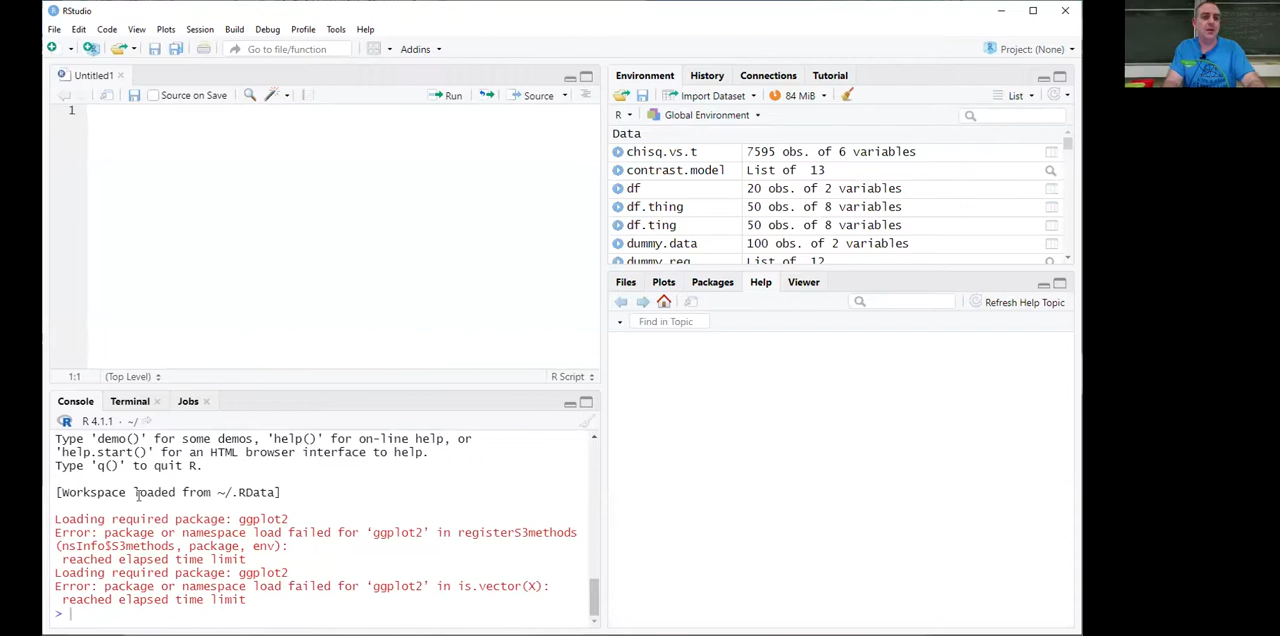 RStudio
File Edit Code View Plots Session Build Debug Profile Tools Help
Go to file/function Addins Project: (None)
Untitled1
Source on Save Run Source
1
1:1 (Top Level) R Script
Console Terminal Jobs
R 4.1.1 · ~/
Type 'demo()' for some demos, 'help()' for on-line help, or
'help.start()' for an HTML browser interface to help.
Type 'q()' to quit R.
[Workspace loaded from ~/.RData]
Loading required package: ggplot2
Error: package or namespace load failed for ‘ggplot2’ in registerS3methods
(nsInfo$S3methods, package, env):
reached elapsed time limit
Loading required package: ggplot2
Error: package or namespace load failed for ‘ggplot2’ in is.vector(X):
reached elapsed time limit
>
Environment History Connections Tutorial
Import Dataset 84 MiB List
R Global Environment
Data
chisq.vs.t 7595 obs. of 6 variables
contrast.model List of 13
df 20 obs. of 2 variables
df.thing 50 obs. of 8 variables
df.ting 50 obs. of 8 variables
dummy.data 100 obs. of 2 variables
dummy.reg List of 12
Files Plots Packages Help Viewer
Refresh Help Topic
Find in Topic